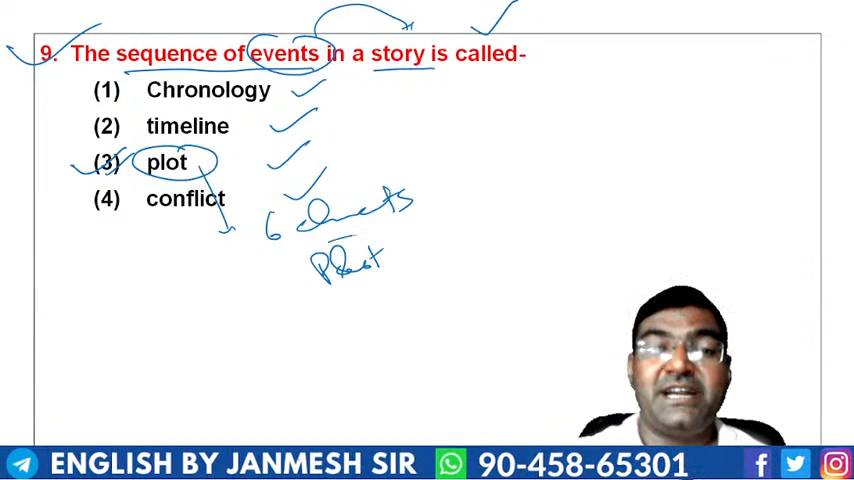 9. The sequence of events in a story is called-
(1) Chronology
(2) timeline
(3) plot
(4) conflict
6 elements
Plot
ENGLISH BY JANMESH SIR 90-458-65301